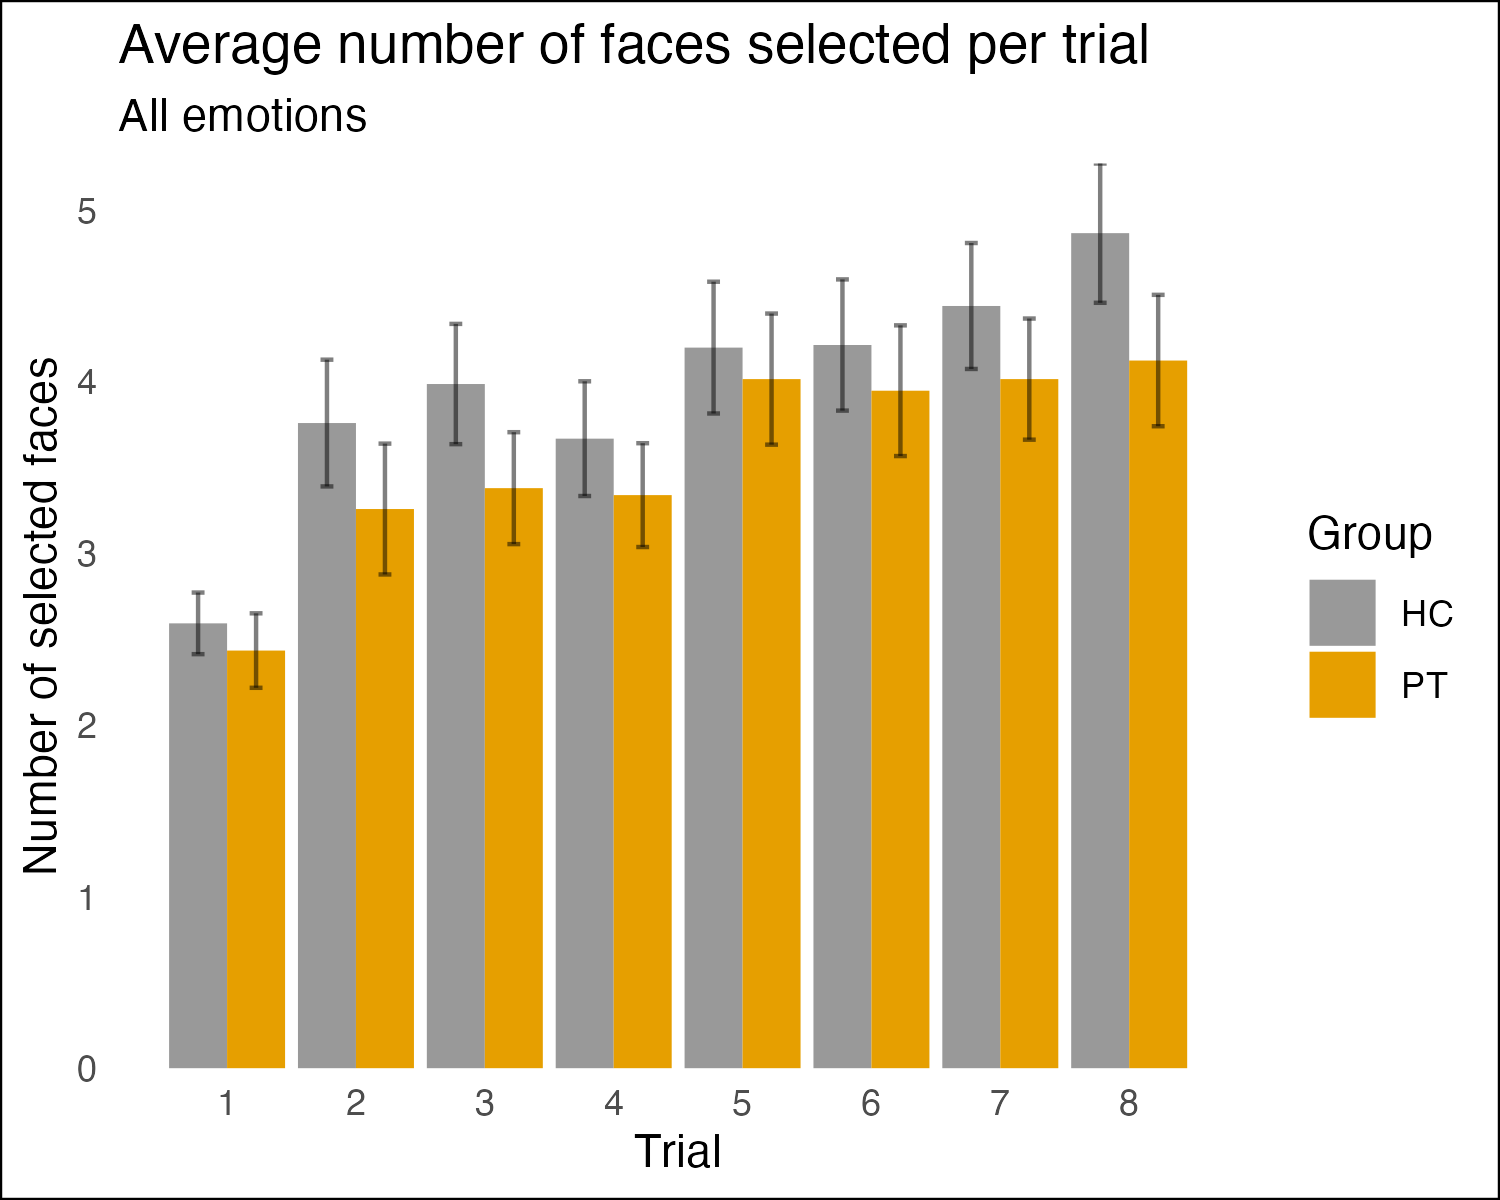 Average number of faces selected per trial
All emotions
Number of selected faces
5
4
3
2
1
0
1 2 3 4 5 6 7 8
Trial
Group
HC
PT